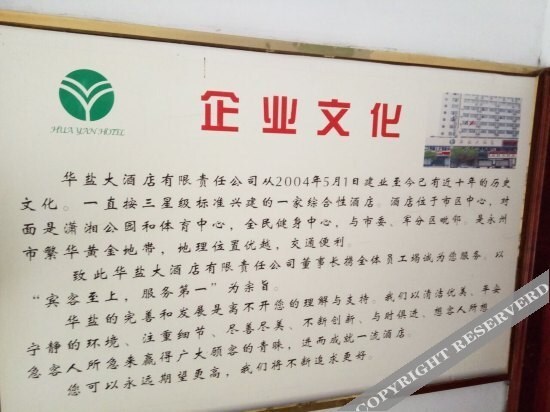 企业文化
HUA YAN HOTEL
华盐大酒店有限责任公司从2004年5月1日建业至今已有近十年的历史
文化。一直按三星级标准兴建的一家综合性酒店。酒店位于市区中心，对
面是潇湘公园和体育中心，全民健身中心，与市委、军分区毗邻。是永州
市繁华黄金地带，地理位置优越，交通便利。
致此华盐大酒店有限责任公司董事长携全体员工竭诚为您服务。以
“宾客至上，服务第一”为宗旨。
华盐的完善和发展是离不开您的理解与支持。我们以清洁优美、平安
宁静的环境、注重细节、尽善尽美、不断创新、与时俱进、想客人所想、
急客人所急来赢得广大顾客的青睐，进而成就一流酒店。
您可以永远期望更高，我们将不断追求更好。
COPYRIGHT RESERVERD